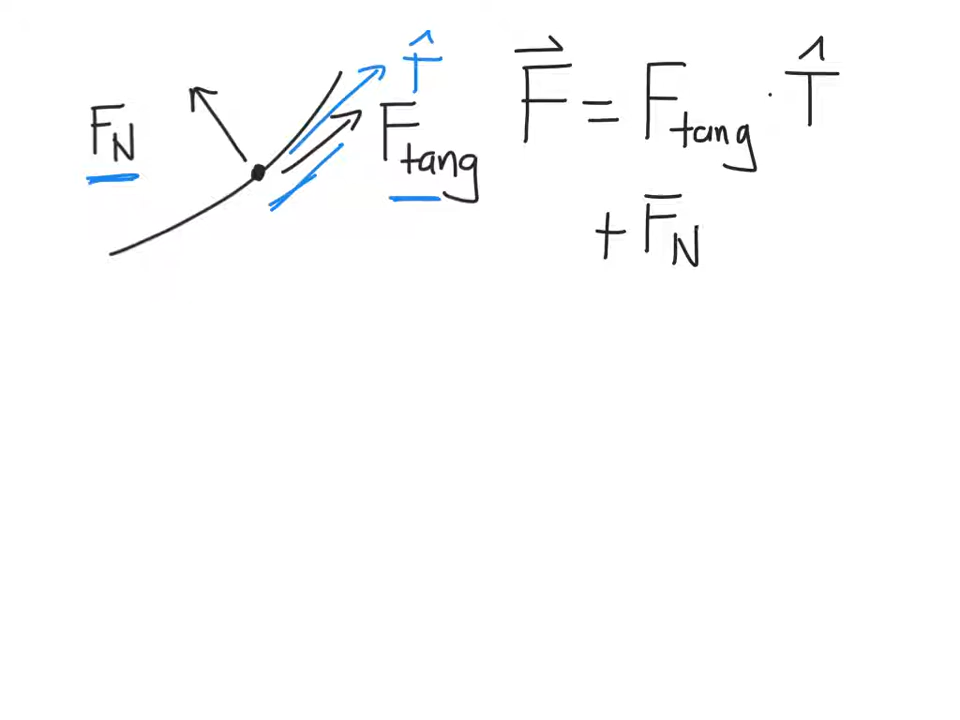 T̂
F_N
F_tang
F⃗ = F_tang · T̂
+ F_N